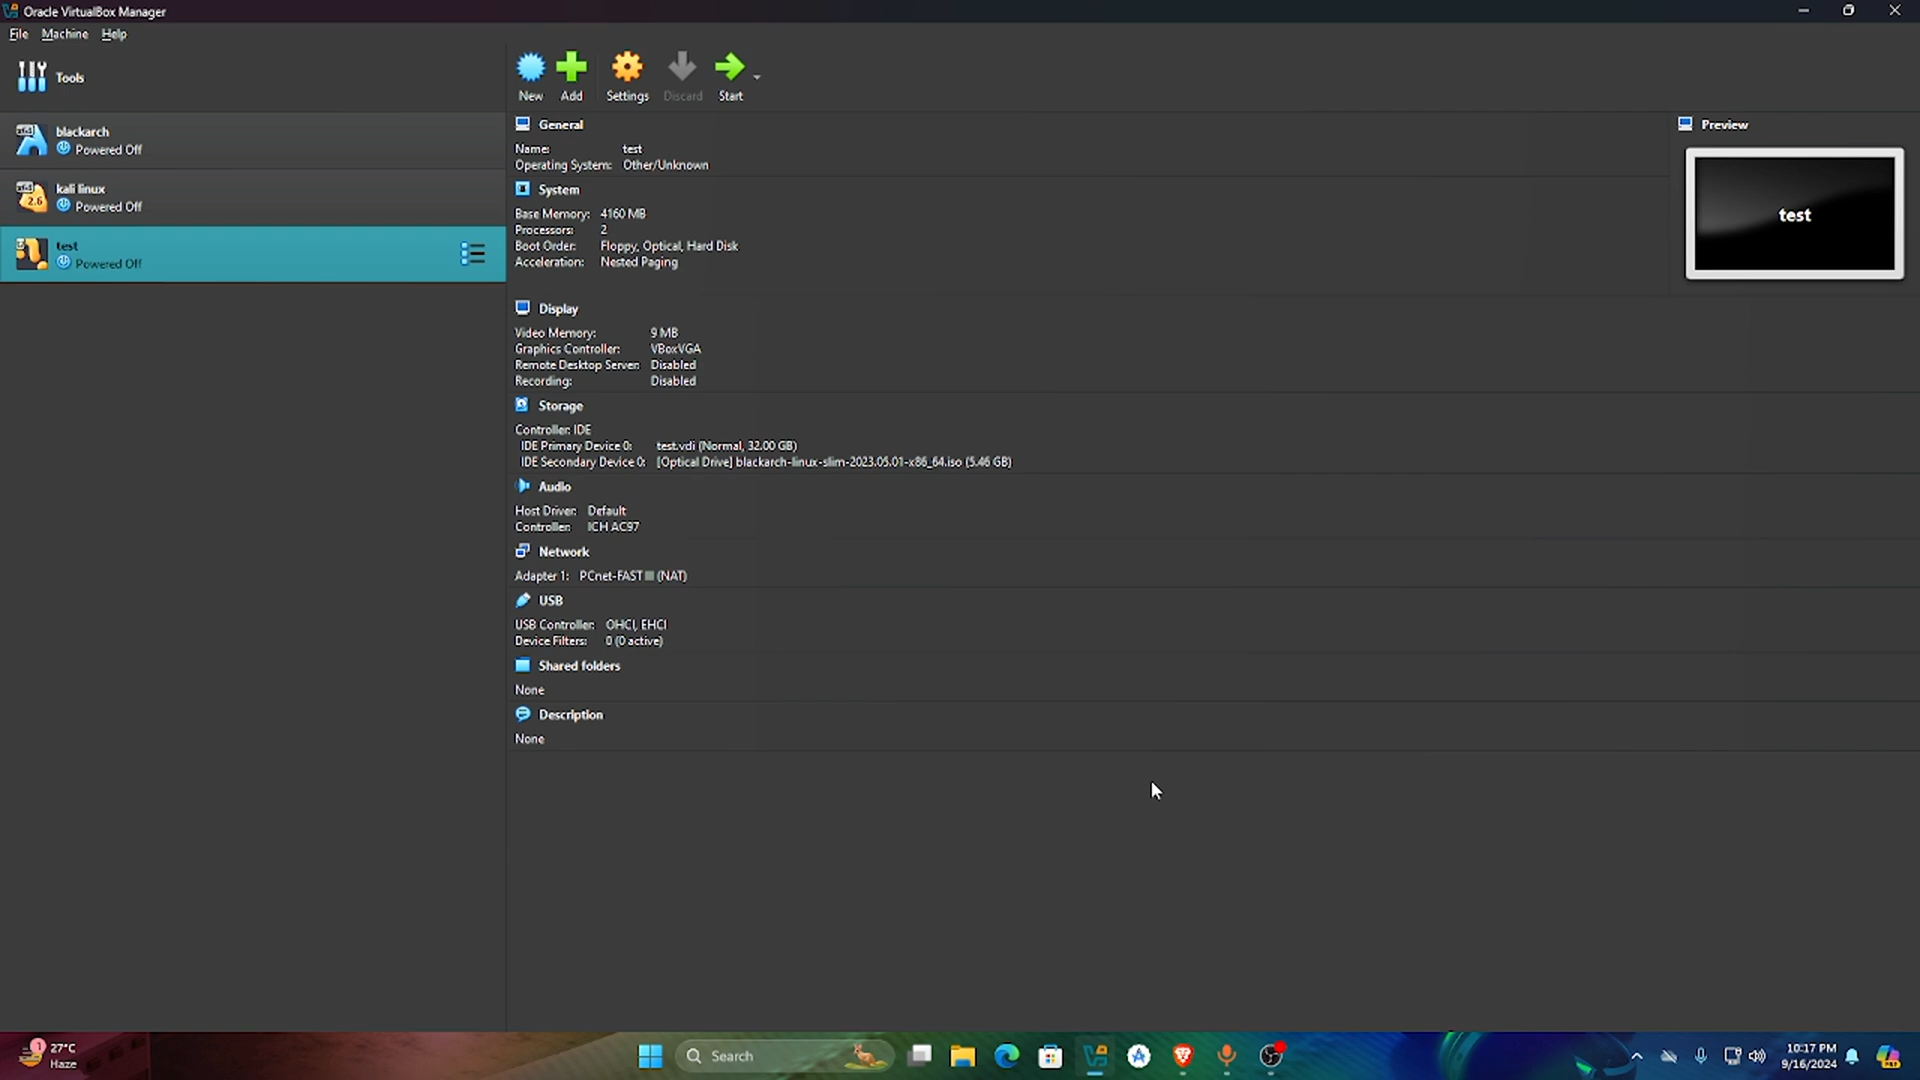 Oracle VirtualBox Manager
File Machine Help
Tools
New Add Settings Discard Start
blackarch
Powered Off
kali linux
Powered Off
test
Powered Off
General
Name: test
Operating System: Other/Unknown
System
Base Memory: 4160 MB
Processors: 2
Boot Order: Floppy, Optical, Hard Disk
Acceleration: Nested Paging
Preview
test
Display
Video Memory: 9 MB
Graphics Controller: VBoxVGA
Remote Desktop Server: Disabled
Recording: Disabled
Storage
Controller: IDE
IDE Primary Device 0: test.vdi (Normal, 32.00 GB)
IDE Secondary Device 0: [Optical Drive] blackarch-linux-slim-2023.05.01-x86_64.iso (5.46 GB)
Audio
Host Driver: Default
Controller: ICH AC97
Network
Adapter 1: PCnet-FAST (NAT)
USB
USB Controller: OHCI, EHCI
Device Filters: 0 (0 active)
Shared folders
None
Description
None
27°C
Haze
Search
10:17 PM
9/16/2024